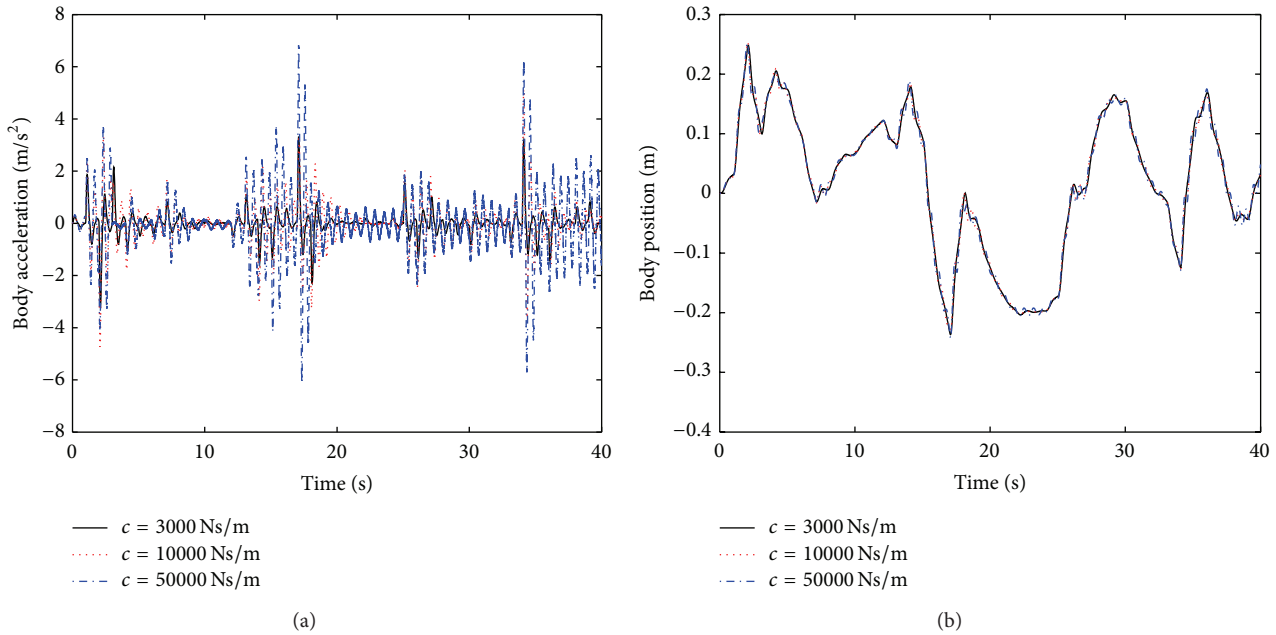 8
6
4
2
0
−2
−4
−6
−8
Body acceleration (m/s²)
0 10 20 30 40
Time (s)
c = 3000 Ns/m
c = 10000 Ns/m
c = 50000 Ns/m
(a)
0.3
0.2
0.1
0
−0.1
−0.2
−0.3
−0.4
Body position (m)
0 10 20 30 40
Time (s)
c = 3000 Ns/m
c = 10000 Ns/m
c = 50000 Ns/m
(b)